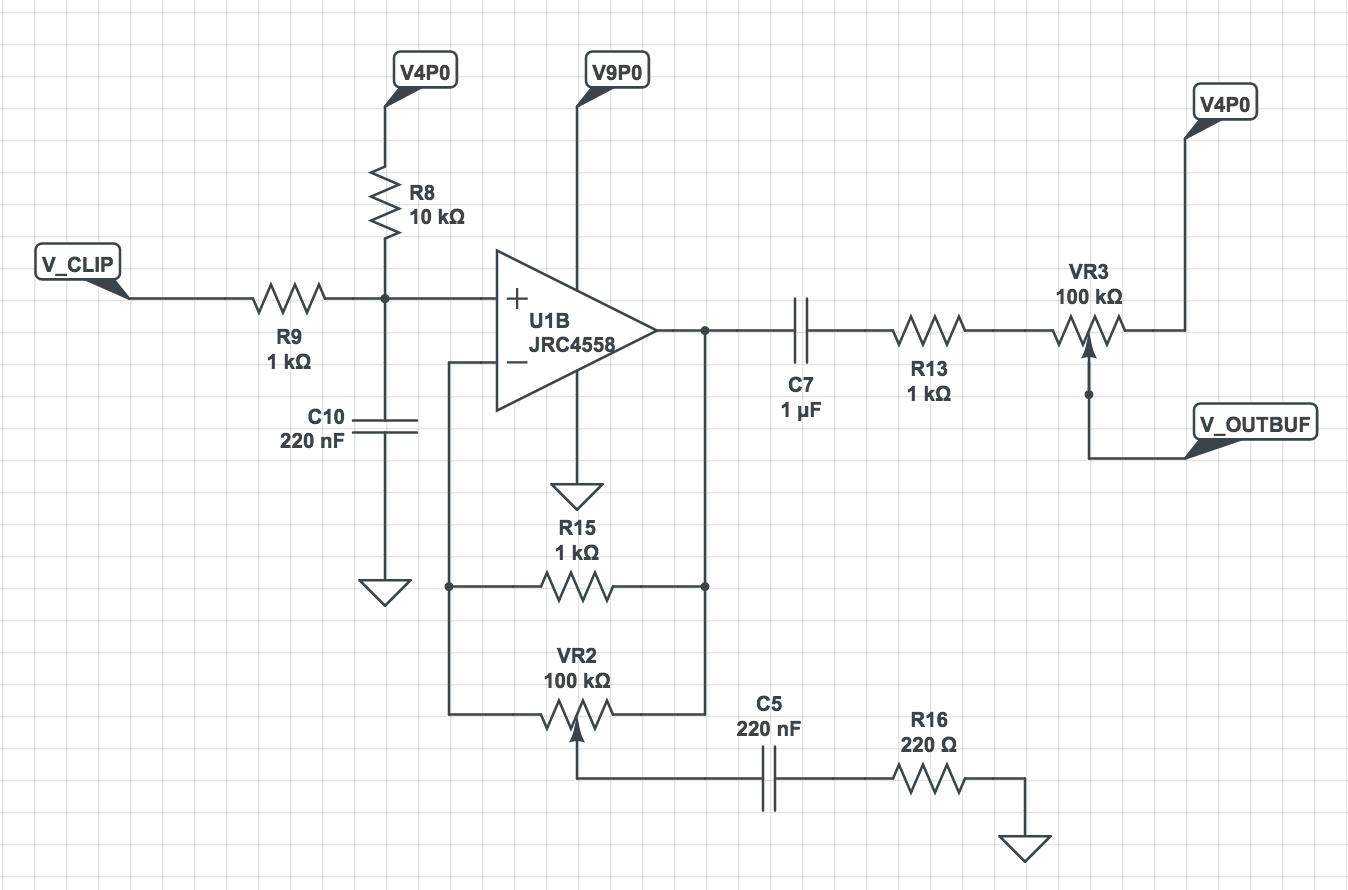 V4P0
V9P0
V4P0
R8
10 kΩ
V_CLIP
R9
1 kΩ
+
U1B
JRC4558
−
VR3
100 kΩ
C7
1 µF
R13
1 kΩ
C10
220 nF
V_OUTBUF
R15
1 kΩ
VR2
100 kΩ
C5
220 nF
R16
220 Ω